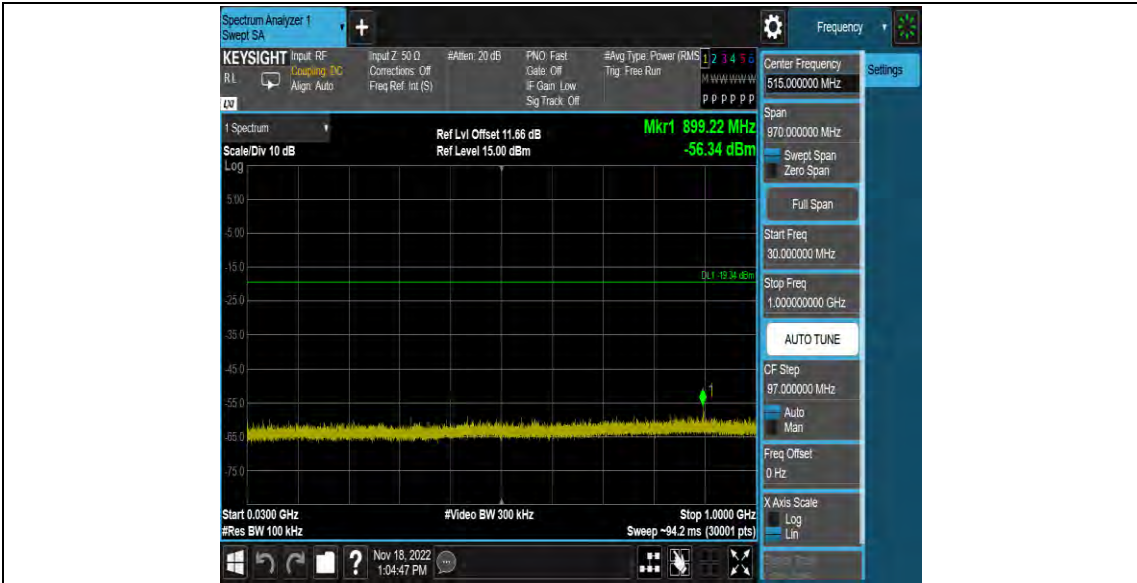 Spectrum Analyzer 1
Swept SA
+
Frequency
KEYSIGHT
R L
LXI
Input: RF
Coupling: DC
Align: Auto
Input Z: 50 Ω
Corrections: Off
Freq Ref: Int (S)
#Atten: 20 dB
PNO: Fast
Gate: Off
IF Gain: Low
Sig Track: Off
#Avg Type: Power (RMS
Trig: Free Run
1 2 3 4 5 6
M W W W W W
P P P P P P
Center Frequency
515.000000 MHz
Settings
Span
970.000000 MHz
Swept Span
Zero Span
Full Span
Start Freq
30.000000 MHz
Stop Freq
1.000000000 GHz
AUTO TUNE
CF Step
97.000000 MHz
Auto
Man
Freq Offset
0 Hz
X Axis Scale
Log
Lin
1 Spectrum
Scale/Div 10 dB
Ref Lvl Offset 11.66 dB
Ref Level 15.00 dBm
Mkr1 899.22 MHz
-56.34 dBm
Log
5.00
-5.00
-15.0
DL1 -19.34 dBm
-25.0
-35.0
-45.0
1
-55.0
-65.0
-75.0
Start 0.0300 GHz
#Video BW 300 kHz
Stop 1.0000 GHz
#Res BW 100 kHz
Sweep ~94.2 ms (30001 pts)
?
Nov 18, 2022
1:04:47 PM